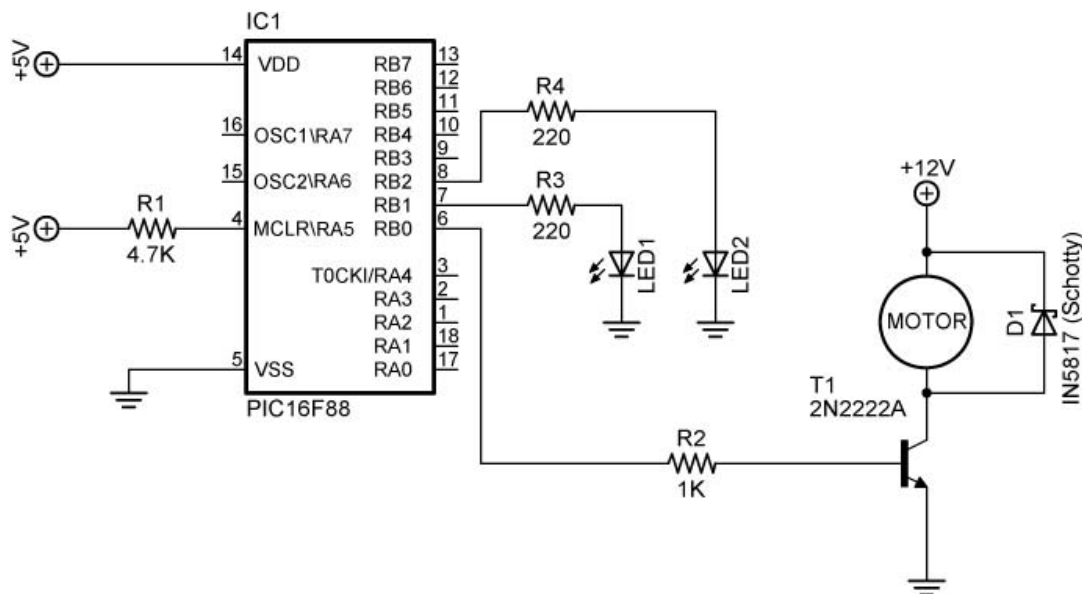 IC1
+5V
14
VDD
RB7
13
RB6
12
RB5
11
16
OSC1\RA7
RB4
10
RB3
9
15
OSC2\RA6
RB2
8
RB1
7
+5V
R1
4.7K
4
MCLR\RA5
RB0
6
T0CKI/RA4
3
RA3
2
RA2
1
RA1
18
5
VSS
RA0
17
PIC16F88
R4
220
R3
220
LED1
LED2
+12V
MOTOR
D1
IN5817 (Schotty)
T1
2N2222A
R2
1K